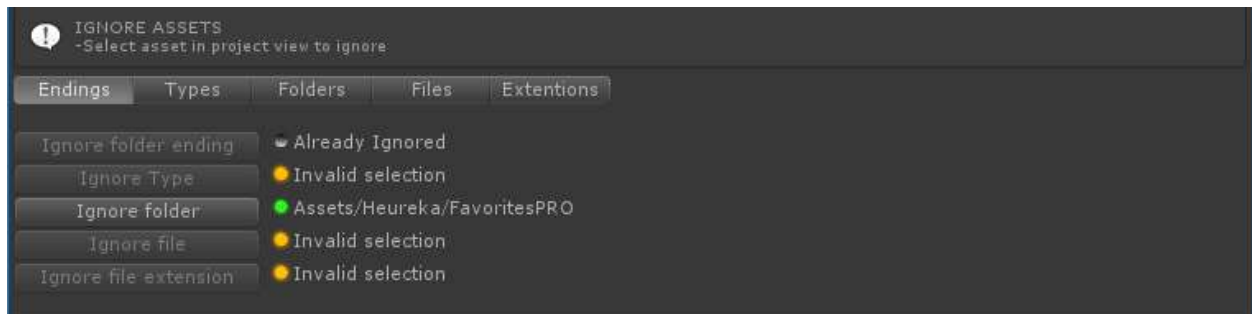 IGNORE ASSETS
-Select asset in project view to ignore
Endings Types Folders Files Extentions
Ignore folder ending Already Ignored
Ignore Type Invalid selection
Ignore folder Assets/Heureka/FavoritesPRO
Ignore file Invalid selection
Ignore file extension Invalid selection